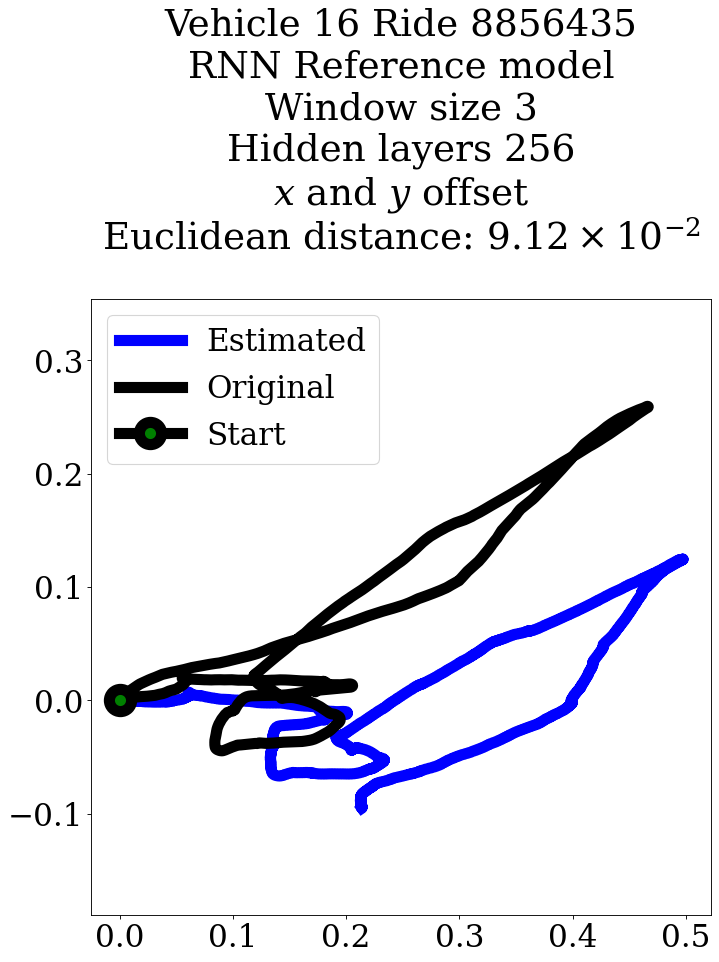 Vehicle 16 Ride 8856435
RNN Reference model
Window size 3
Hidden layers 256
x and y offset
Euclidean distance: 9.12 × 10⁻²
Estimated
Original
Start
0.3
0.2
0.1
0.0
−0.1
0.0 0.1 0.2 0.3 0.4 0.5